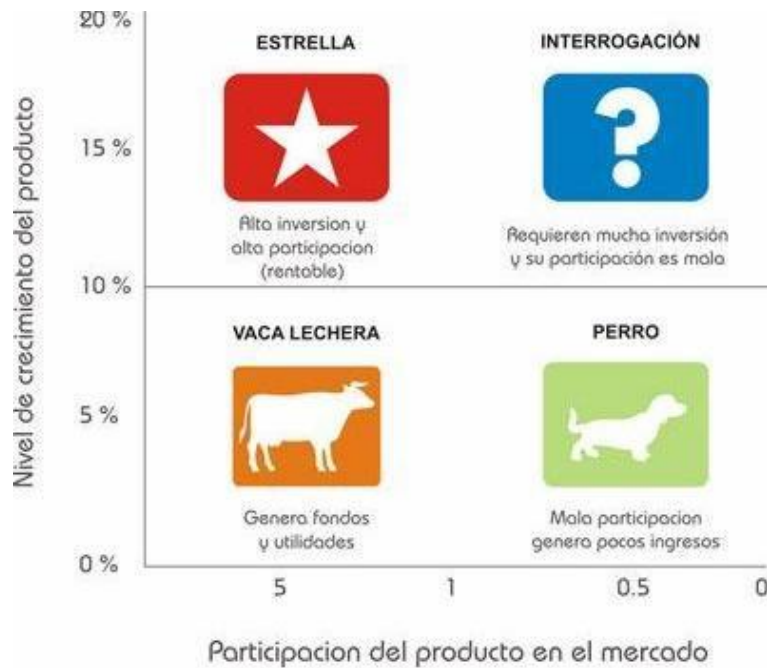 20 %
ESTRELLA
INTERROGACIÓN
Nivel de crecimiento del producto
15 %
?
Alta inversion y
alta participacion
(rentable)
Requieren mucha inversión
y su participación es mala
10 %
VACA LECHERA
PERRO
5 %
Genera fondos
y utilidades
Mala participacion
genera pocos ingresos
0 %
5 1 0.5 0
Participacion del producto en el mercado